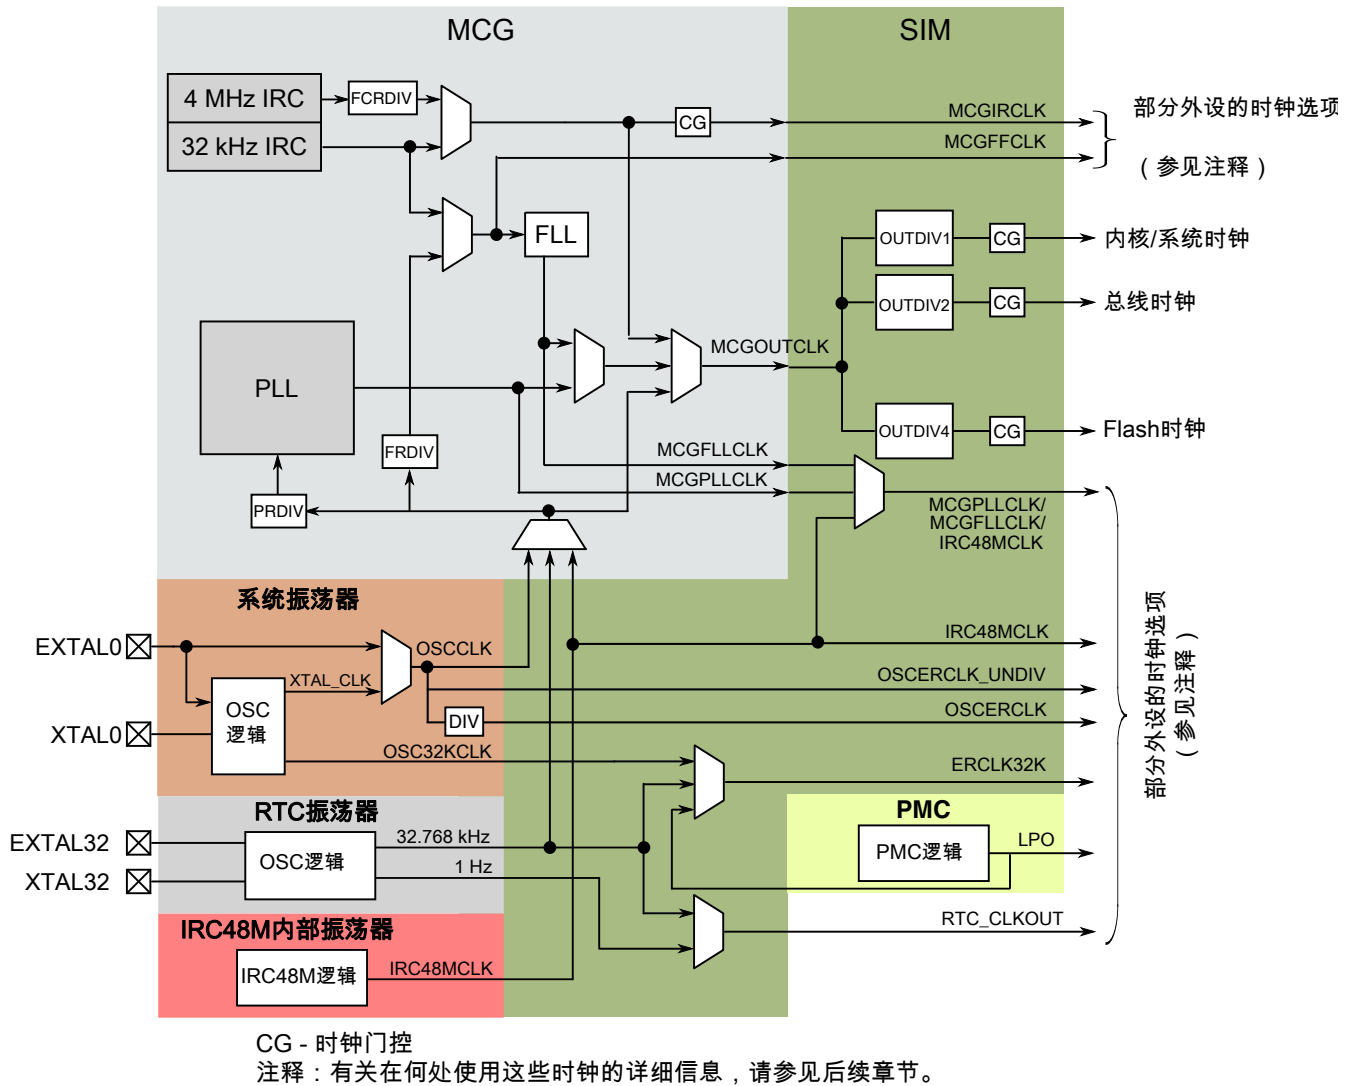 MCG
SIM
4 MHz IRC
FCRDIV
32 kHz IRC
CG
MCGIRCLK
MCGFFCLK
部分外设的时钟选项
（参见注释）
FLL
OUTDIV1
CG
内核/系统时钟
OUTDIV2
CG
总线时钟
PLL
MCGOUTCLK
OUTDIV4
CG
Flash时钟
FRDIV
MCGFLLCLK
MCGPLLCLK
PRDIV
MCGPLLCLK/
MCGFLLCLK/
IRC48MCLK
系统振荡器
EXTAL0
OSCCLK
IRC48MCLK
XTAL_CLK
OSCERCLK_UNDIV
OSC
逻辑
DIV
OSCERCLK
XTAL0
OSC32KCLK
ERCLK32K
部分外设的时钟选项
（参见注释）
RTC振荡器
PMC
EXTAL32
OSC逻辑
32.768 kHz
PMC逻辑
LPO
XTAL32
1 Hz
IRC48M内部振荡器
RTC_CLKOUT
IRC48M逻辑
IRC48MCLK
CG - 时钟门控
注释：有关在何处使用这些时钟的详细信息，请参见后续章节。